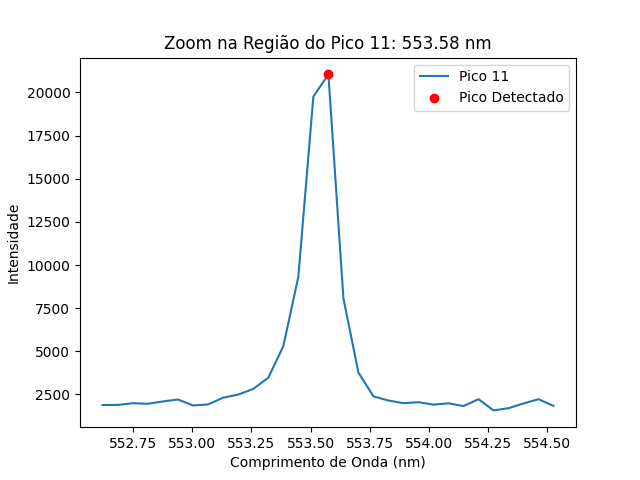 Zoom na Região do Pico 11: 553.58 nm
Pico 11
Pico Detectado
Intensidade
20000
17500
15000
12500
10000
7500
5000
2500
552.75 553.00 553.25 553.50 553.75 554.00 554.25 554.50
Comprimento de Onda (nm)